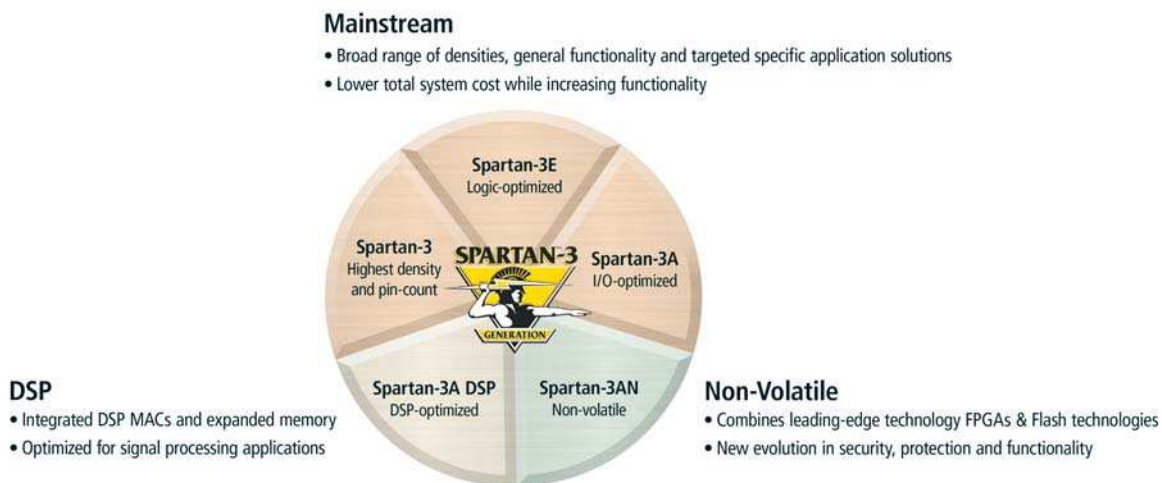 Mainstream
• Broad range of densities, general functionality and targeted specific application solutions
• Lower total system cost while increasing functionality
Spartan-3E
Logic-optimized
Spartan-3
Highest density
and pin-count
SPARTAN-3
GENERATION
Spartan-3A
I/O-optimized
Spartan-3A DSP
DSP-optimized
Spartan-3AN
Non-volatile
DSP
• Integrated DSP MACs and expanded memory
• Optimized for signal processing applications
Non-Volatile
• Combines leading-edge technology FPGAs & Flash technologies
• New evolution in security, protection and functionality